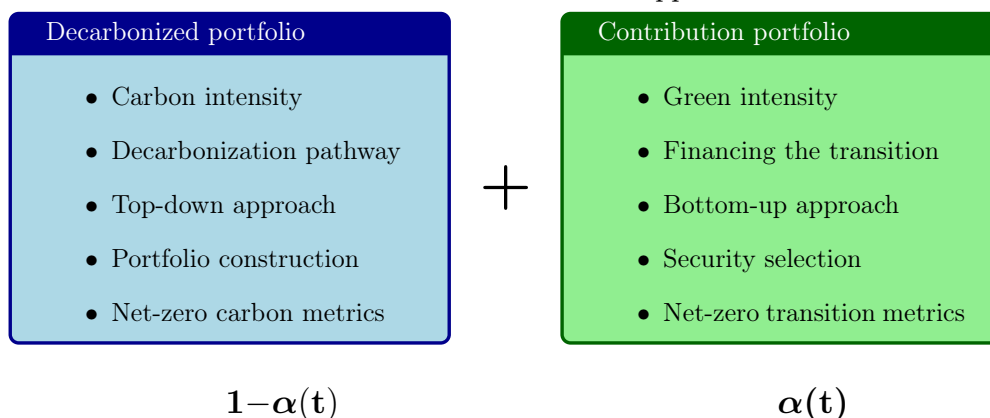 Decarbonized portfolio
• Carbon intensity
• Decarbonization pathway
• Top-down approach
• Portfolio construction
• Net-zero carbon metrics
+
Contribution portfolio
• Green intensity
• Financing the transition
• Bottom-up approach
• Security selection
• Net-zero transition metrics
1−α(t)
α(t)